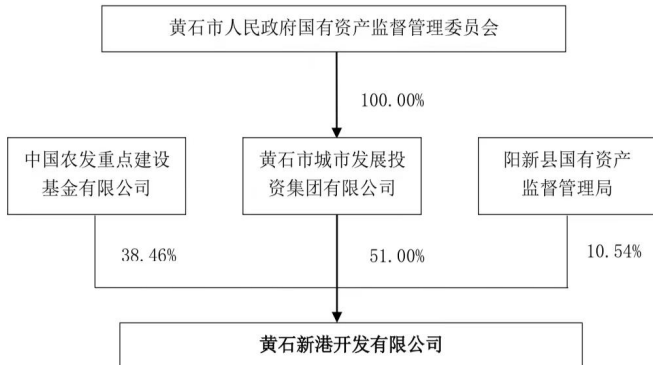 黄石市人民政府国有资产监督管理委员会
100.00%
中国农发重点建设
基金有限公司
黄石市城市发展投
资集团有限公司
阳新县国有资产
监督管理局
38.46%
51.00%
10.54%
黄石新港开发有限公司